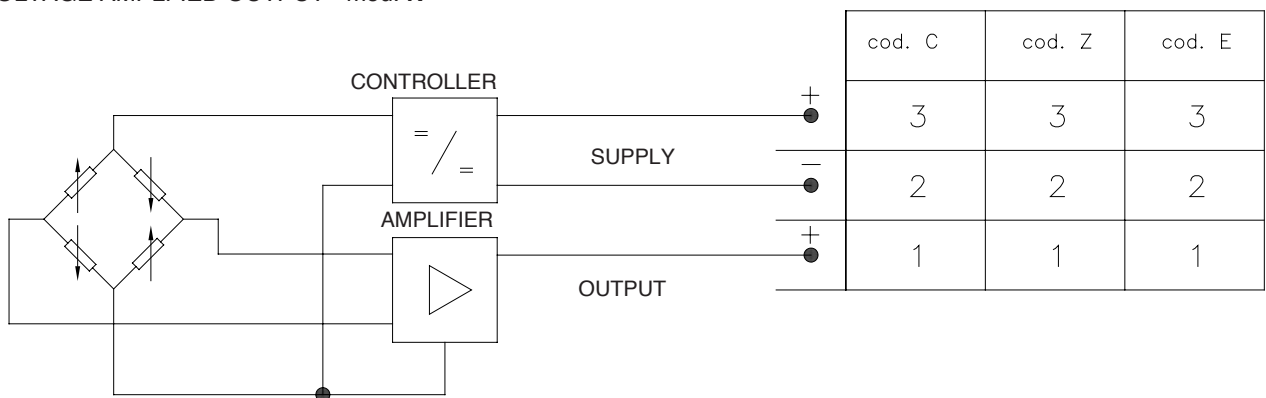 cod. C cod. Z cod. E
CONTROLLER
+ 3 3 3
= / =
SUPPLY
– 2 2 2
AMPLIFIER
+ 1 1 1
OUTPUT